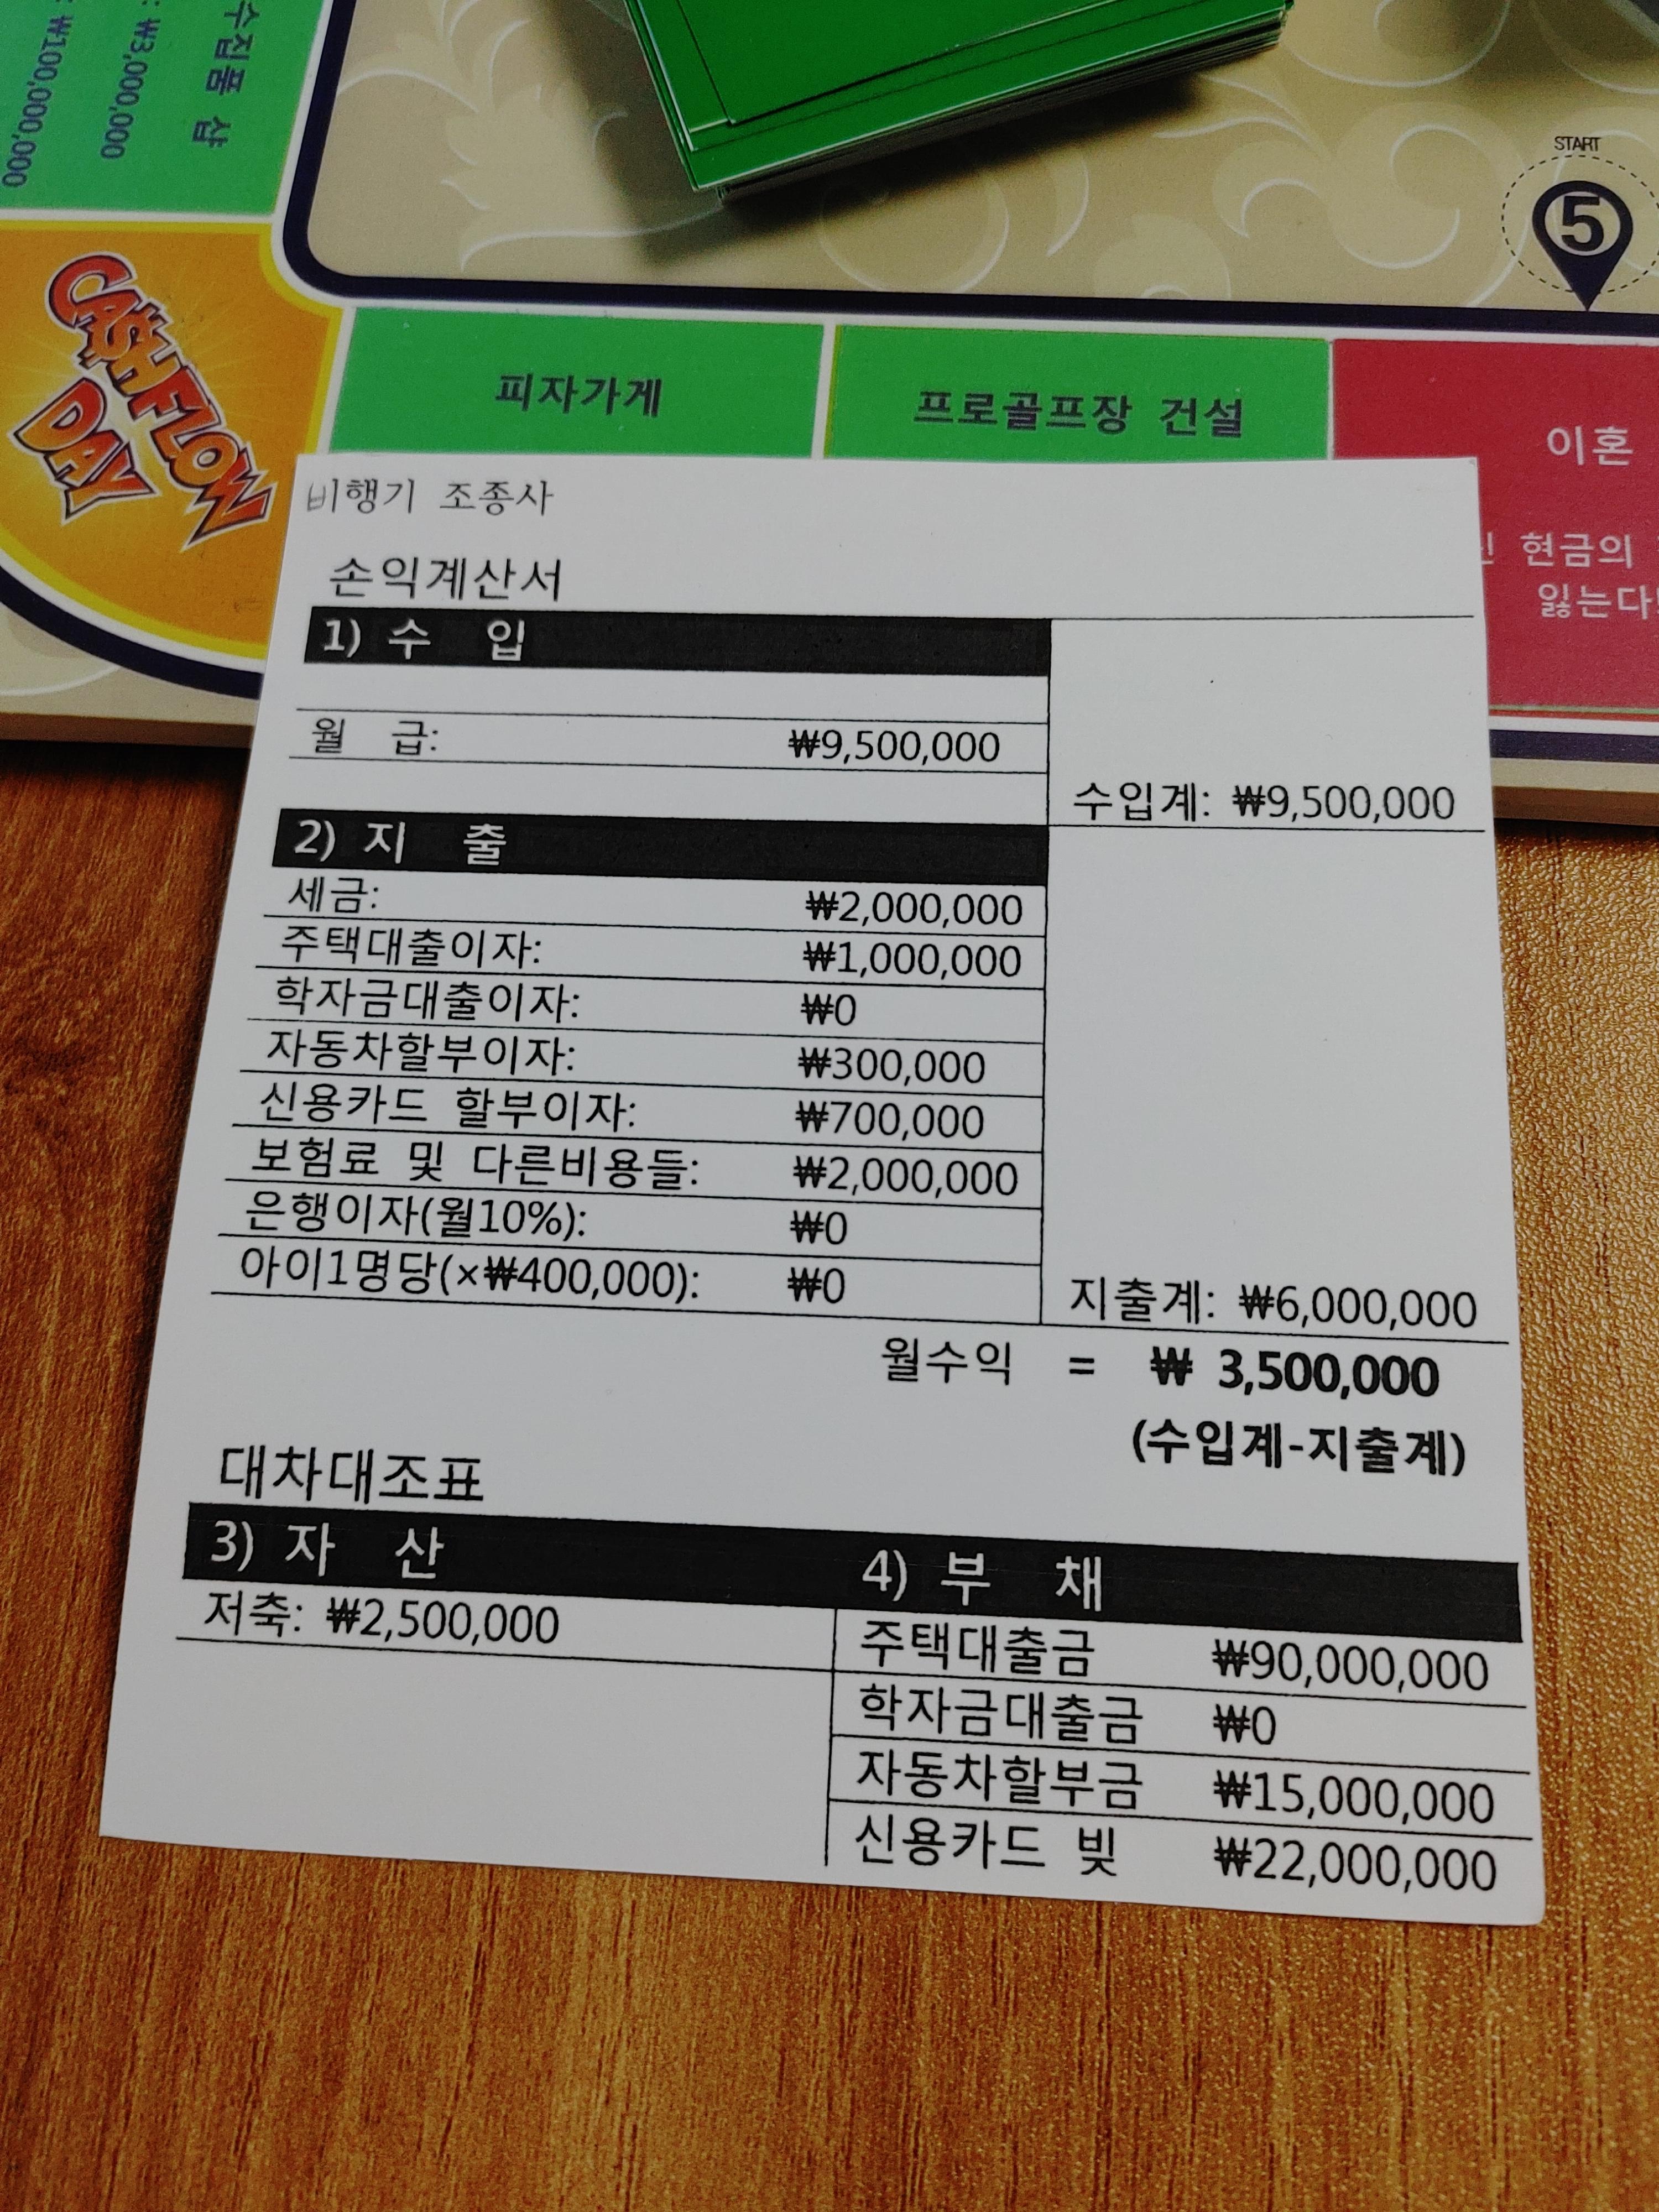 수집품 삽
: ₩3,000,000
: ₩100,000,000
START
5
CASHFLOW
DAY
피자가게
프로골프장 건설
이혼
현금의
잃는다
비행기 조종사
손익계산서
1) 수 입
월 급: ₩9,500,000
수입계: ₩9,500,000
2) 지 출
세금: ₩2,000,000
주택대출이자: ₩1,000,000
학자금대출이자: ₩0
자동차할부이자: ₩300,000
신용카드 할부이자: ₩700,000
보험료 및 다른비용들: ₩2,000,000
은행이자(월10%): ₩0
아이1명당(×₩400,000): ₩0
지출계: ₩6,000,000
월수익 = ₩ 3,500,000
(수입계-지출계)
대차대조표
3) 자 산 4) 부 채
저축: ₩2,500,000
주택대출금 ₩90,000,000
학자금대출금 ₩0
자동차할부금 ₩15,000,000
신용카드 빚 ₩22,000,000